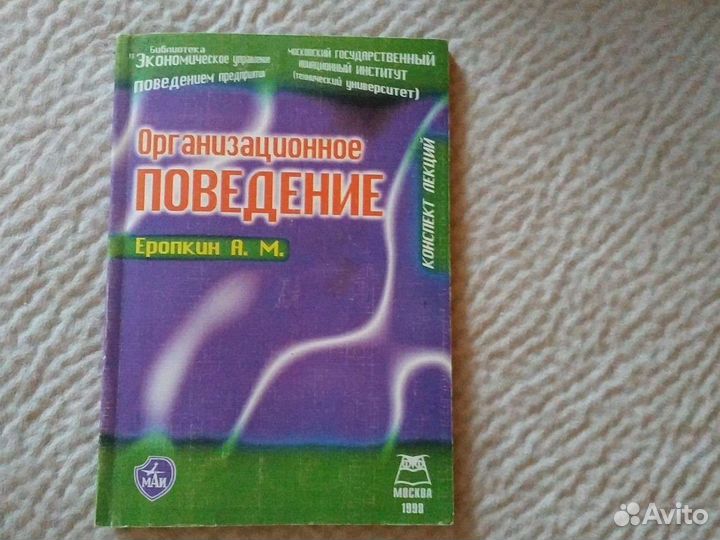 Библиотека
"Экономическое управление
поведением предприятия"
МОСКОВСКИЙ ГОСУДАРСТВЕННЫЙ
АВИАЦИОННЫЙ ИНСТИТУТ
(технический университет)
Организационное
ПОВЕДЕНИЕ
Еропкин А. М.
КОНСПЕКТ ЛЕКЦИЙ
МАИ
МОСКВА
1998
Avito